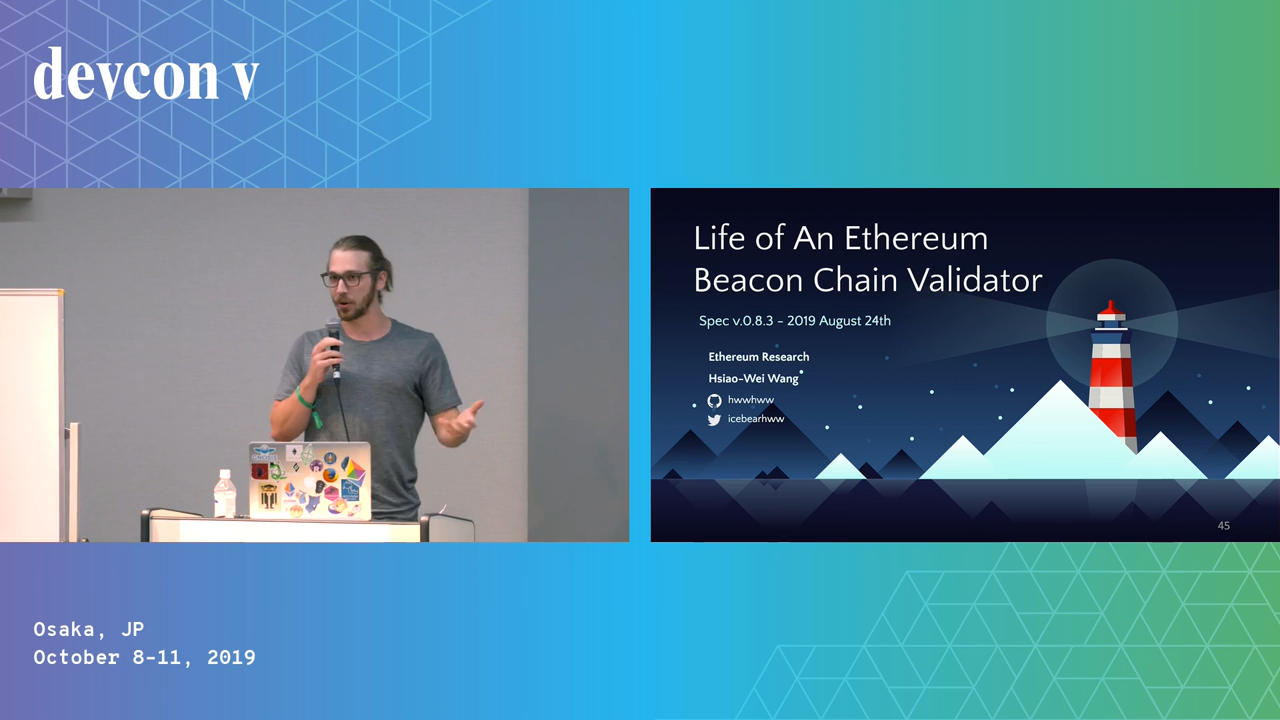 devcon v
Life of An Ethereum
Beacon Chain Validator
Spec v.0.8.3 - 2019 August 24th
Ethereum Research
Hsiao-Wei Wang
hwwhww
icebearhww
45
Osaka, JP
October 8-11, 2019